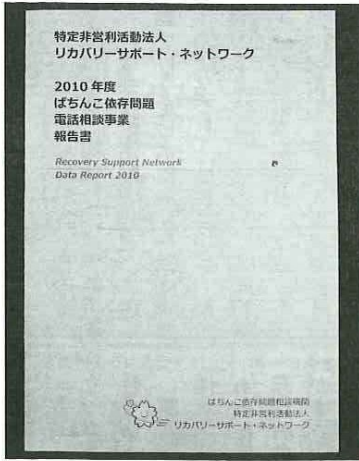 特定非営利活動法人
リカバリーサポート・ネットワーク
2010 年度
ぱちんこ依存問題
電話相談事業
報告書
Recovery Support Network
Data Report 2010
ぱちんこ依存問題相談機関
特定非営利活動法人
リカバリーサポート・ネットワーク